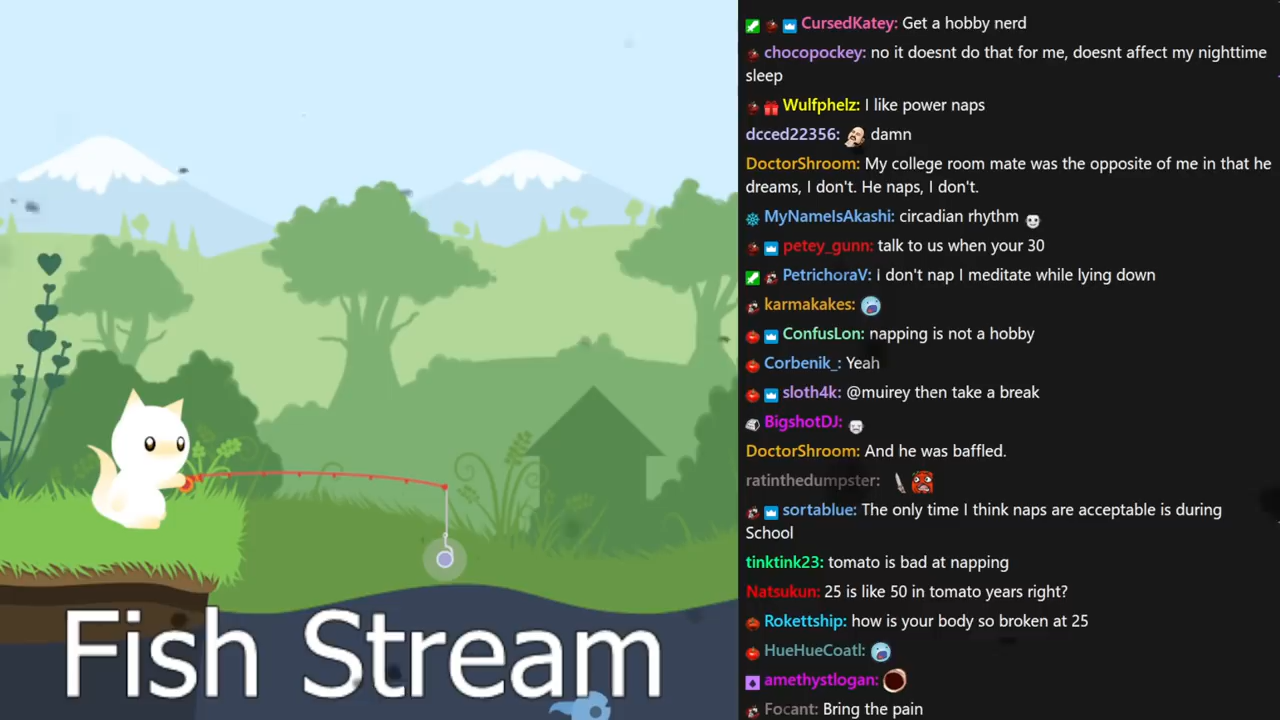 CursedKatey: Get a hobby nerd
chocopockey: no it doesnt do that for me, doesnt affect my nighttime
sleep
Wulfphelz: I like power naps
dcced22356: damn
DoctorShroom: My college room mate was the opposite of me in that he
dreams, I don't. He naps, I don't.
MyNameIsAkashi: circadian rhythm
petey_gunn: talk to us when your 30
PetrichoraV: I don't nap I meditate while lying down
karmakakes:
ConfusLon: napping is not a hobby
Corbenik_: Yeah
sloth4k: @muirey then take a break
BigshotDJ:
DoctorShroom: And he was baffled.
ratinthedumpster:
sortablue: The only time I think naps are acceptable is during
School
tinktink23: tomato is bad at napping
Natsukun: 25 is like 50 in tomato years right?
Rokettship: how is your body so broken at 25
HueHueCoatl:
amethystlogan:
Focant: Bring the pain
Fish Stream